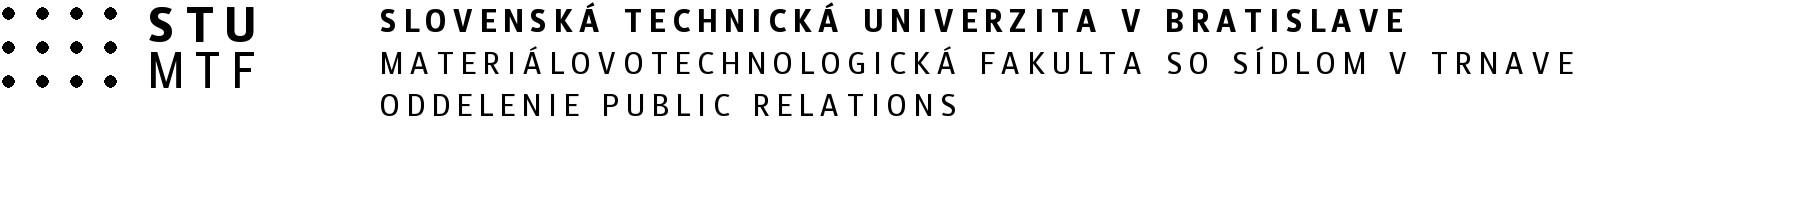 STU
MTF
SLOVENSKÁ TECHNICKÁ UNIVERZITA V BRATISLAVE
MATERIÁLOVOTECHNOLOGICKÁ FAKULTA SO SÍDLOM V TRNAVE
ODDELENIE PUBLIC RELATIONS